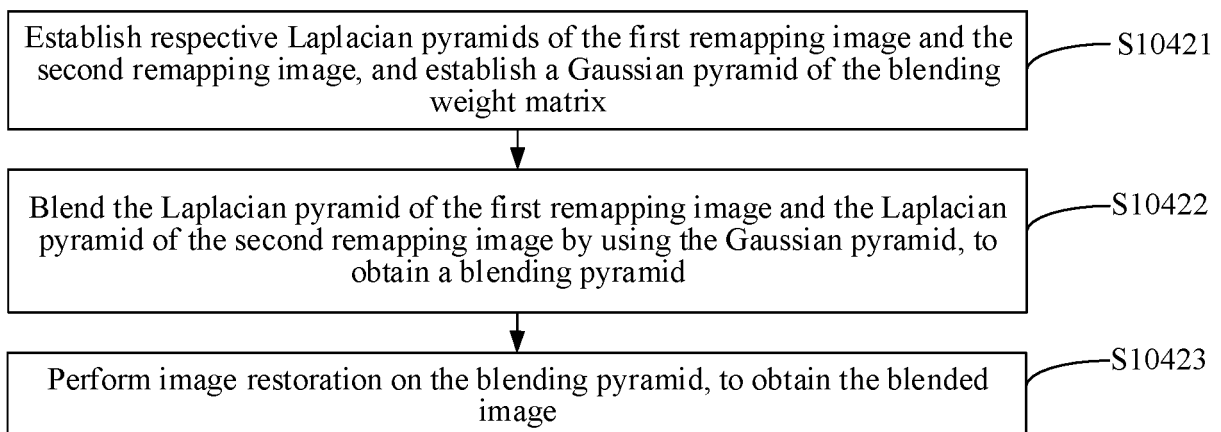 Establish respective Laplacian pyramids of the first remapping image and the
second remapping image, and establish a Gaussian pyramid of the blending
weight matrix
S10421
Blend the Laplacian pyramid of the first remapping image and the Laplacian
pyramid of the second remapping image by using the Gaussian pyramid, to
obtain a blending pyramid
S10422
Perform image restoration on the blending pyramid, to obtain the blended
image
S10423